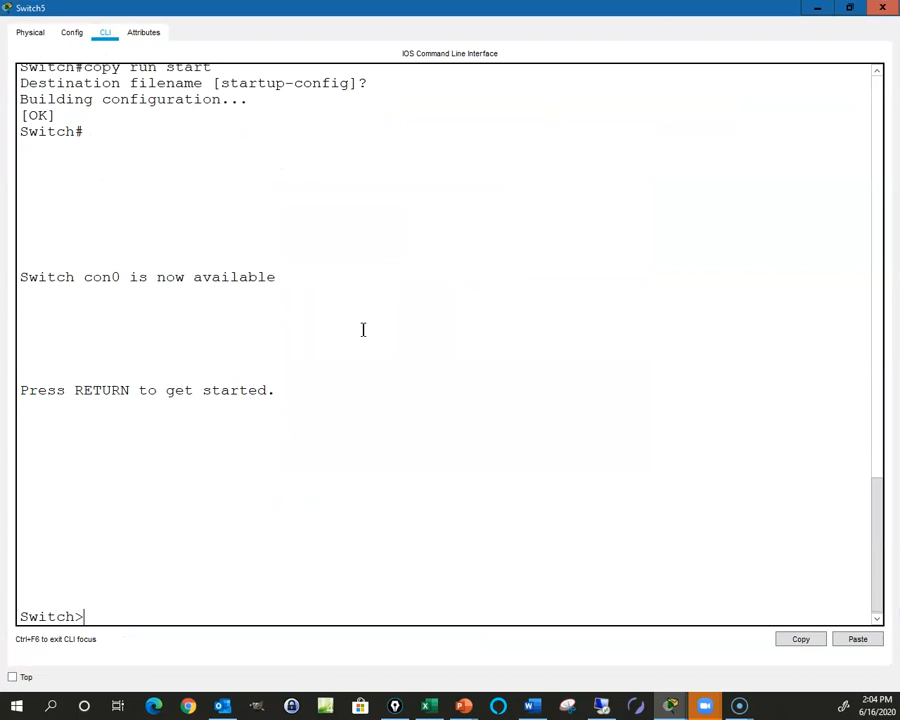 Switch5
Physical Config CLI Attributes
IOS Command Line Interface
Switch#copy run start
Destination filename [startup-config]?
Building configuration...
[OK]
Switch#
Switch con0 is now available
Press RETURN to get started.
Switch>
Ctrl+F6 to exit CLI focus
Copy Paste
Top
2:04 PM
6/16/2020